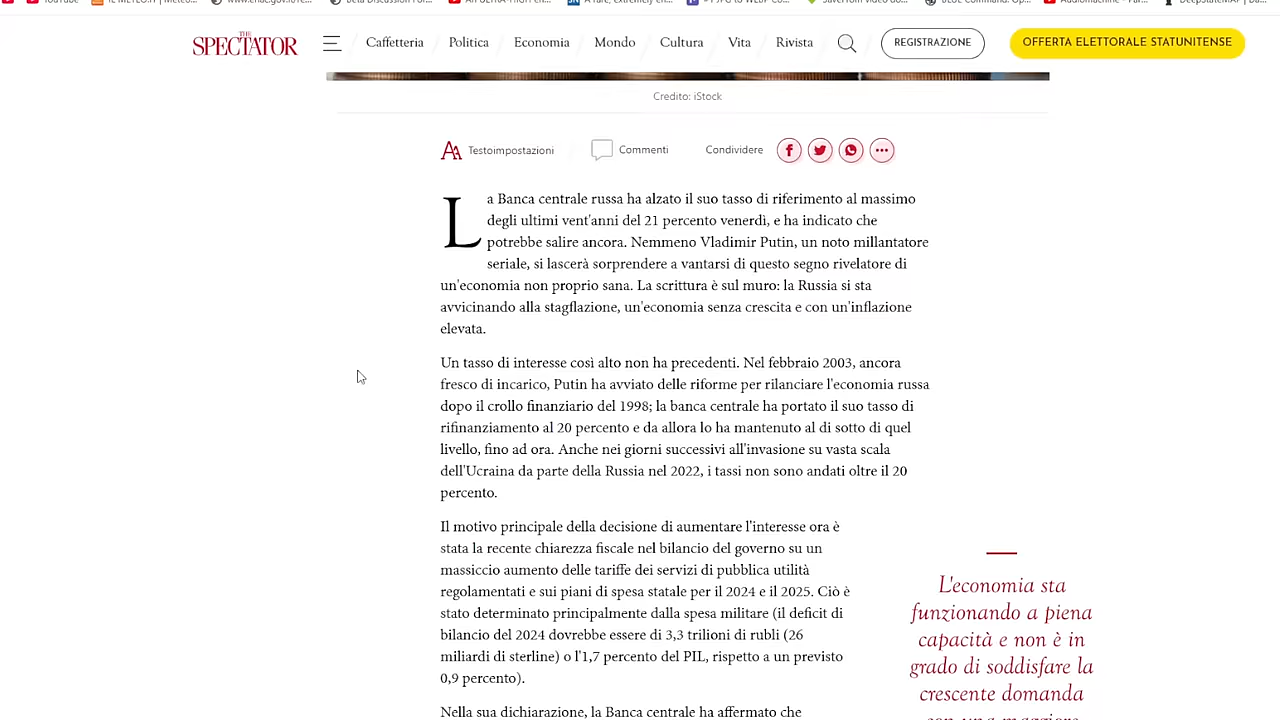 YouTube
IL METEO.IT | Meteo...
THE SPECTATOR
Caffetteria
Politica
Economia
Mondo
Cultura
Vita
Rivista
REGISTRAZIONE
OFFERTA ELETTORALE STATUNITENSE
Credito: iStock
Testoimpostazioni
Commenti
Condividere
La Banca centrale russa ha alzato il suo tasso di riferimento al massimo
degli ultimi vent'anni del 21 percento venerdì, e ha indicato che
potrebbe salire ancora. Nemmeno Vladimir Putin, un noto millantatore
seriale, si lascerà sorprendere a vantarsi di questo segno rivelatore di
un'economia non proprio sana. La scrittura è sul muro: la Russia si sta
avvicinando alla stagflazione, un'economia senza crescita e con un'inflazione
elevata.
Un tasso di interesse così alto non ha precedenti. Nel febbraio 2003, ancora
fresco di incarico, Putin ha avviato delle riforme per rilanciare l'economia russa
dopo il crollo finanziario del 1998; la banca centrale ha portato il suo tasso di
rifinanziamento al 20 percento e da allora lo ha mantenuto al di sotto di quel
livello, fino ad ora. Anche nei giorni successivi all'invasione su vasta scala
dell'Ucraina da parte della Russia nel 2022, i tassi non sono andati oltre il 20
percento.
Il motivo principale della decisione di aumentare l'interesse ora è
stata la recente chiarezza fiscale nel bilancio del governo su un
massiccio aumento delle tariffe dei servizi di pubblica utilità
regolamentati e sui piani di spesa statale per il 2024 e il 2025. Ciò è
stato determinato principalmente dalla spesa militare (il deficit di
bilancio del 2024 dovrebbe essere di 3,3 trilioni di rubli (26
miliardi di sterline) o l'1,7 percento del PIL, rispetto a un previsto
0,9 percento).
Nella sua dichiarazione, la Banca centrale ha affermato che
L'economia sta
funzionando a piena
capacità e non è in
grado di soddisfare la
crescente domanda
con una maggiore